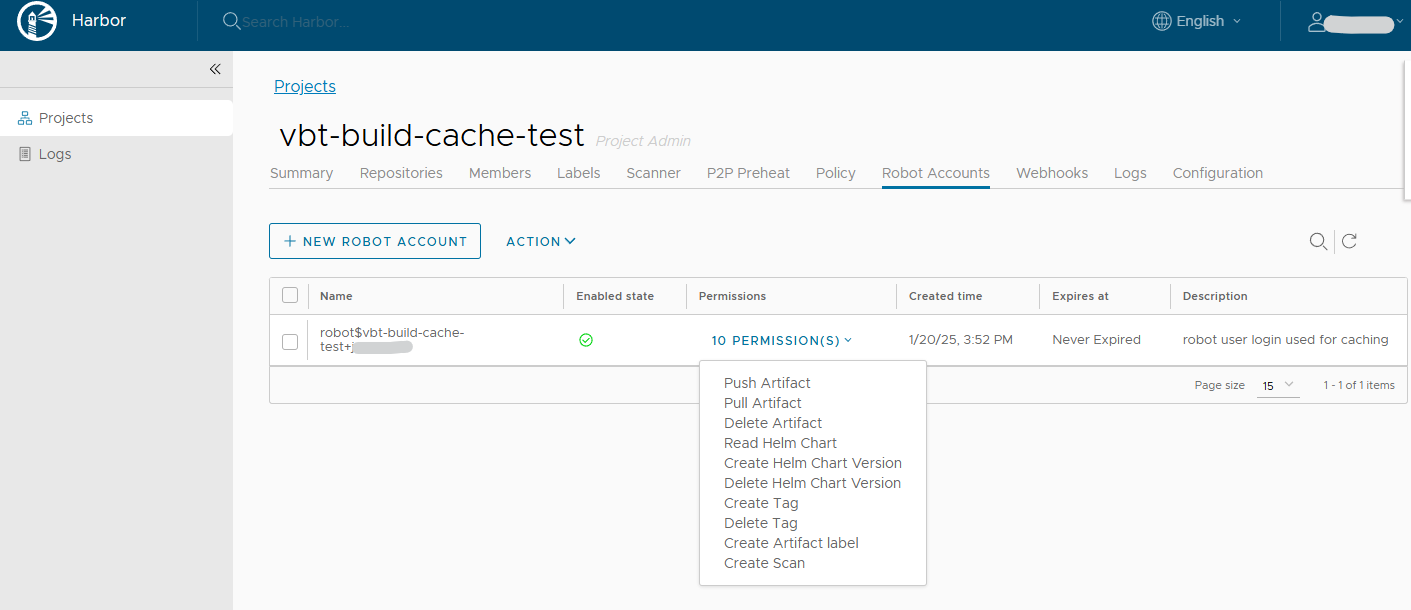 Harbor
Search Harbor...
English
Projects
Logs
Projects
vbt-build-cache-test Project Admin
Summary Repositories Members Labels Scanner P2P Preheat Policy Robot Accounts Webhooks Logs Configuration
+ NEW ROBOT ACCOUNT ACTION
Name Enabled state Permissions Created time Expires at Description
robot$vbt-build-cache-
test+j
10 PERMISSION(S) 1/20/25, 3:52 PM Never Expired robot user login used for caching
Push Artifact
Pull Artifact
Delete Artifact
Read Helm Chart
Create Helm Chart Version
Delete Helm Chart Version
Create Tag
Delete Tag
Create Artifact label
Create Scan
Page size 15 1 - 1 of 1 items